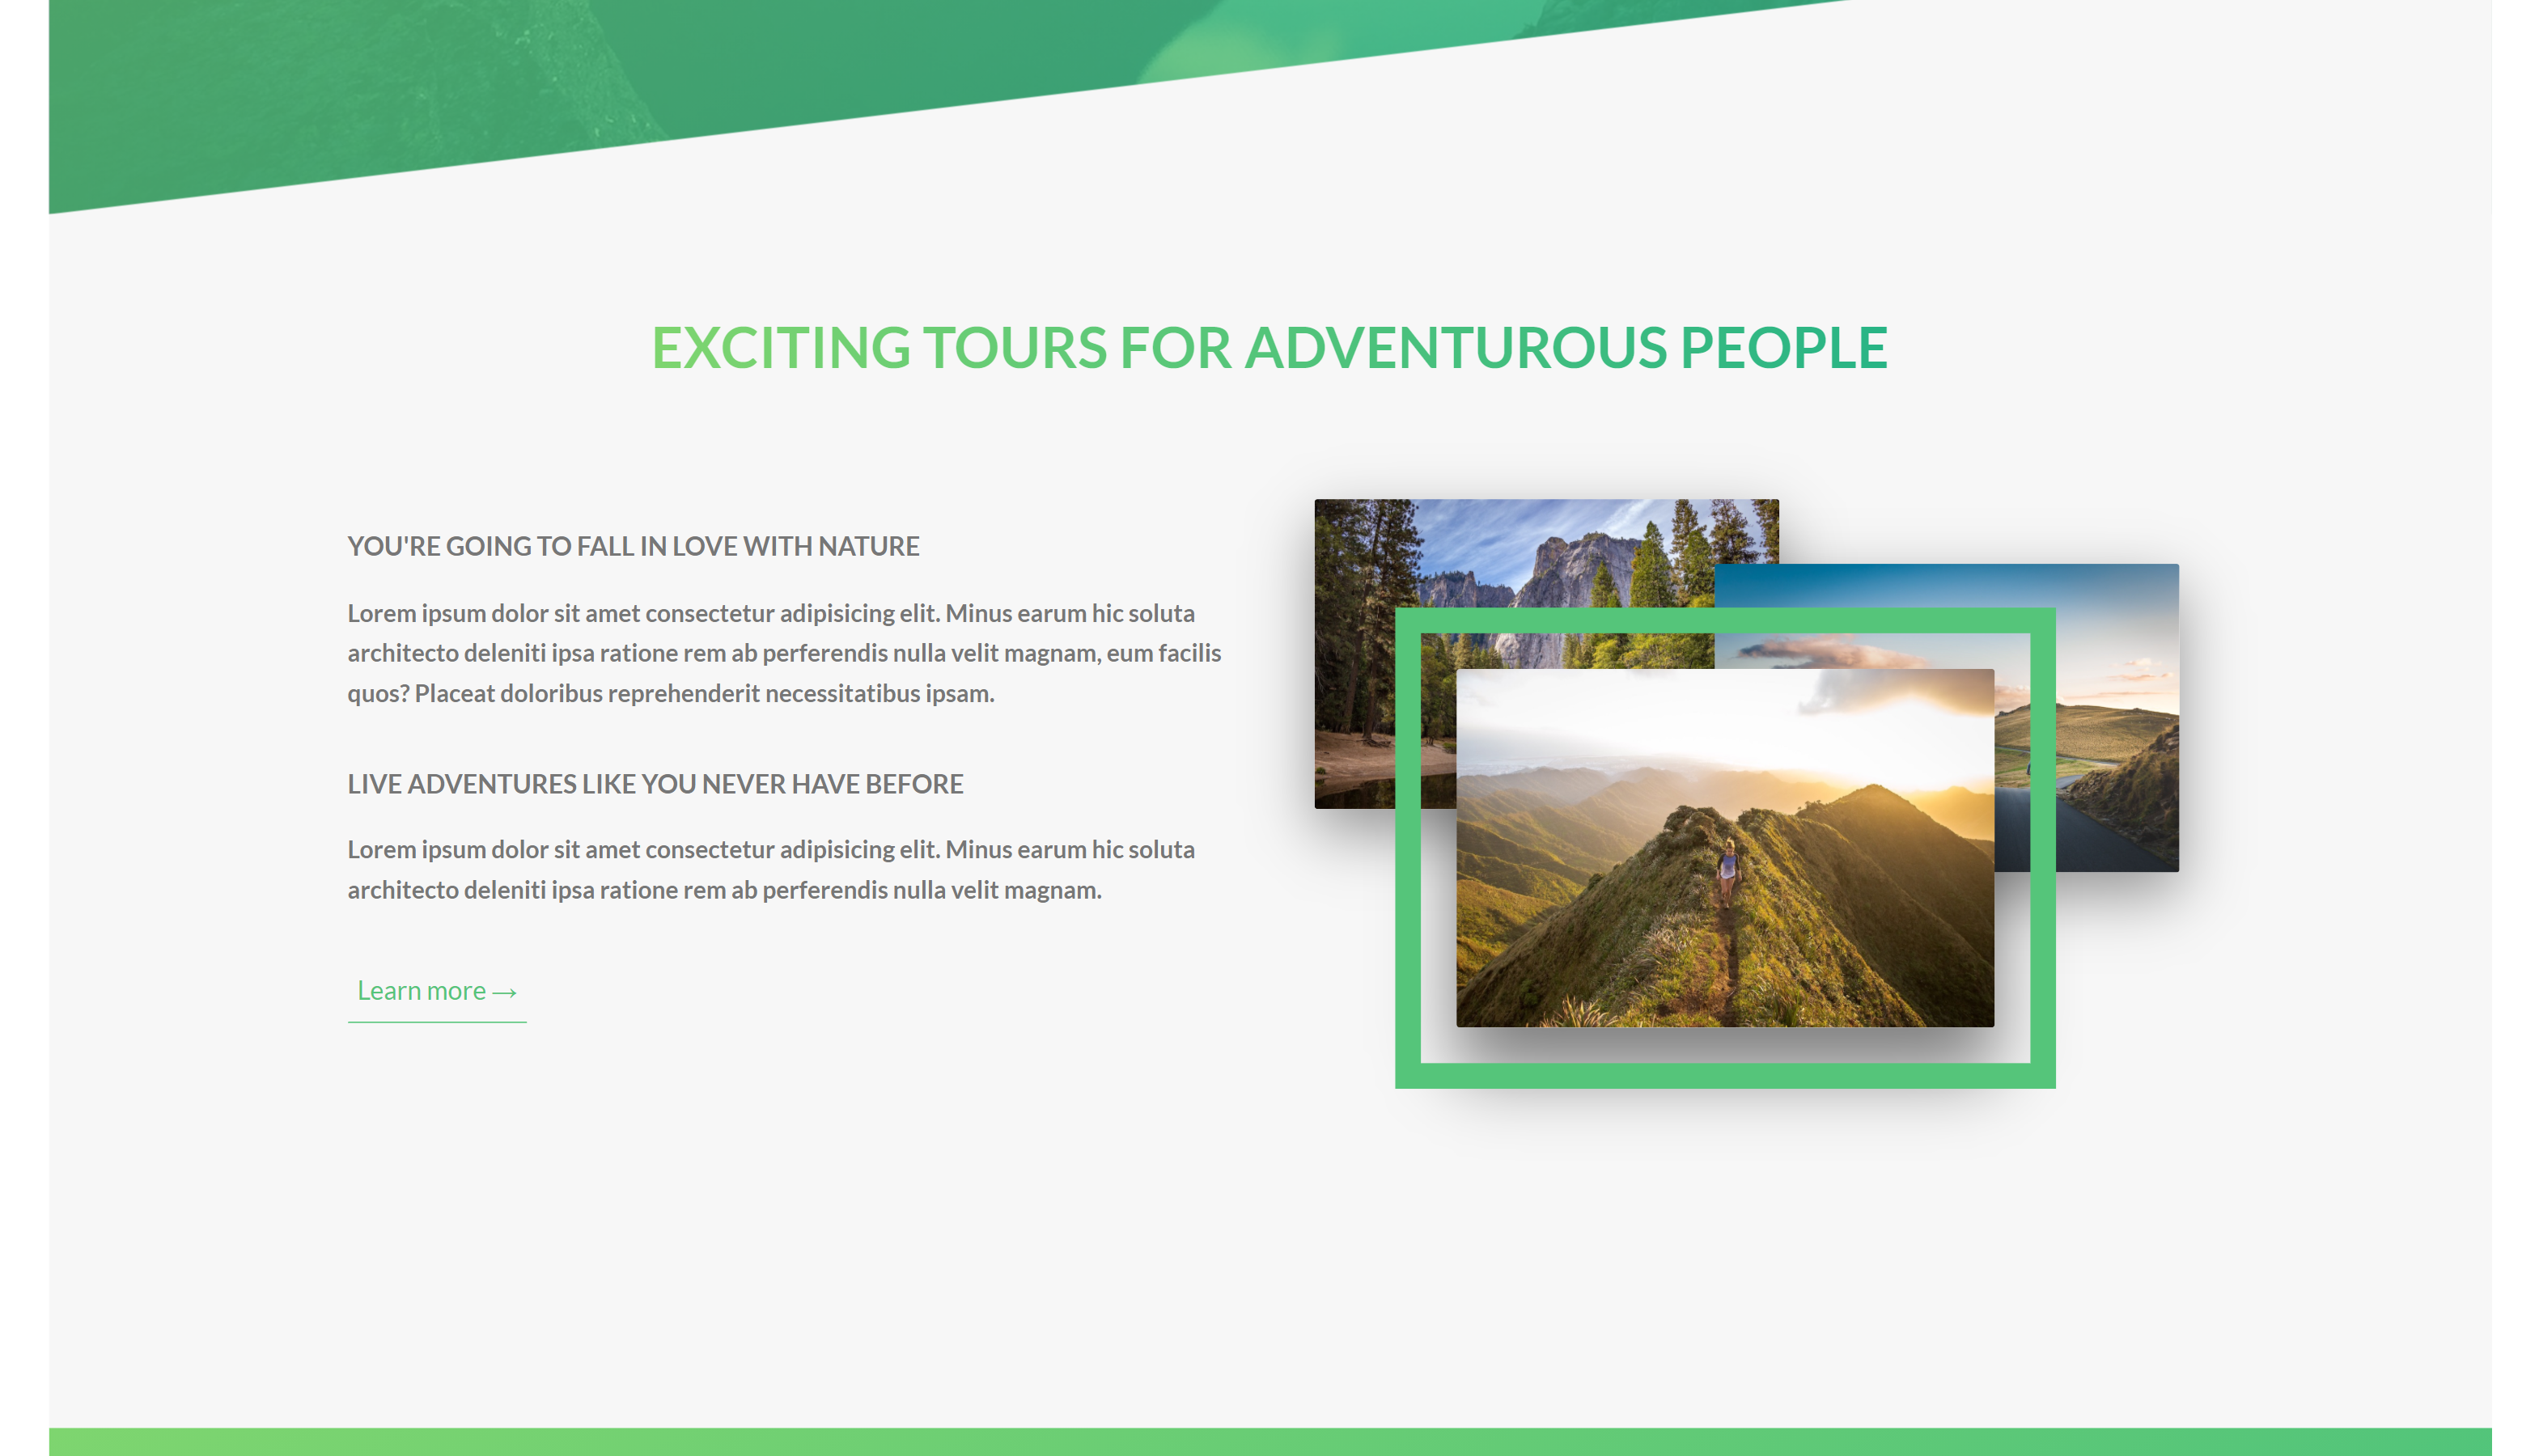 EXCITING TOURS FOR ADVENTUROUS PEOPLE
YOU'RE GOING TO FALL IN LOVE WITH NATURE
Lorem ipsum dolor sit amet consectetur adipisicing elit. Minus earum hic soluta
architecto deleniti ipsa ratione rem ab perferendis nulla velit magnam, eum facilis
quos? Placeat doloribus reprehenderit necessitatibus ipsam.
LIVE ADVENTURES LIKE YOU NEVER HAVE BEFORE
Lorem ipsum dolor sit amet consectetur adipisicing elit. Minus earum hic soluta
architecto deleniti ipsa ratione rem ab perferendis nulla velit magnam.
Learn more →